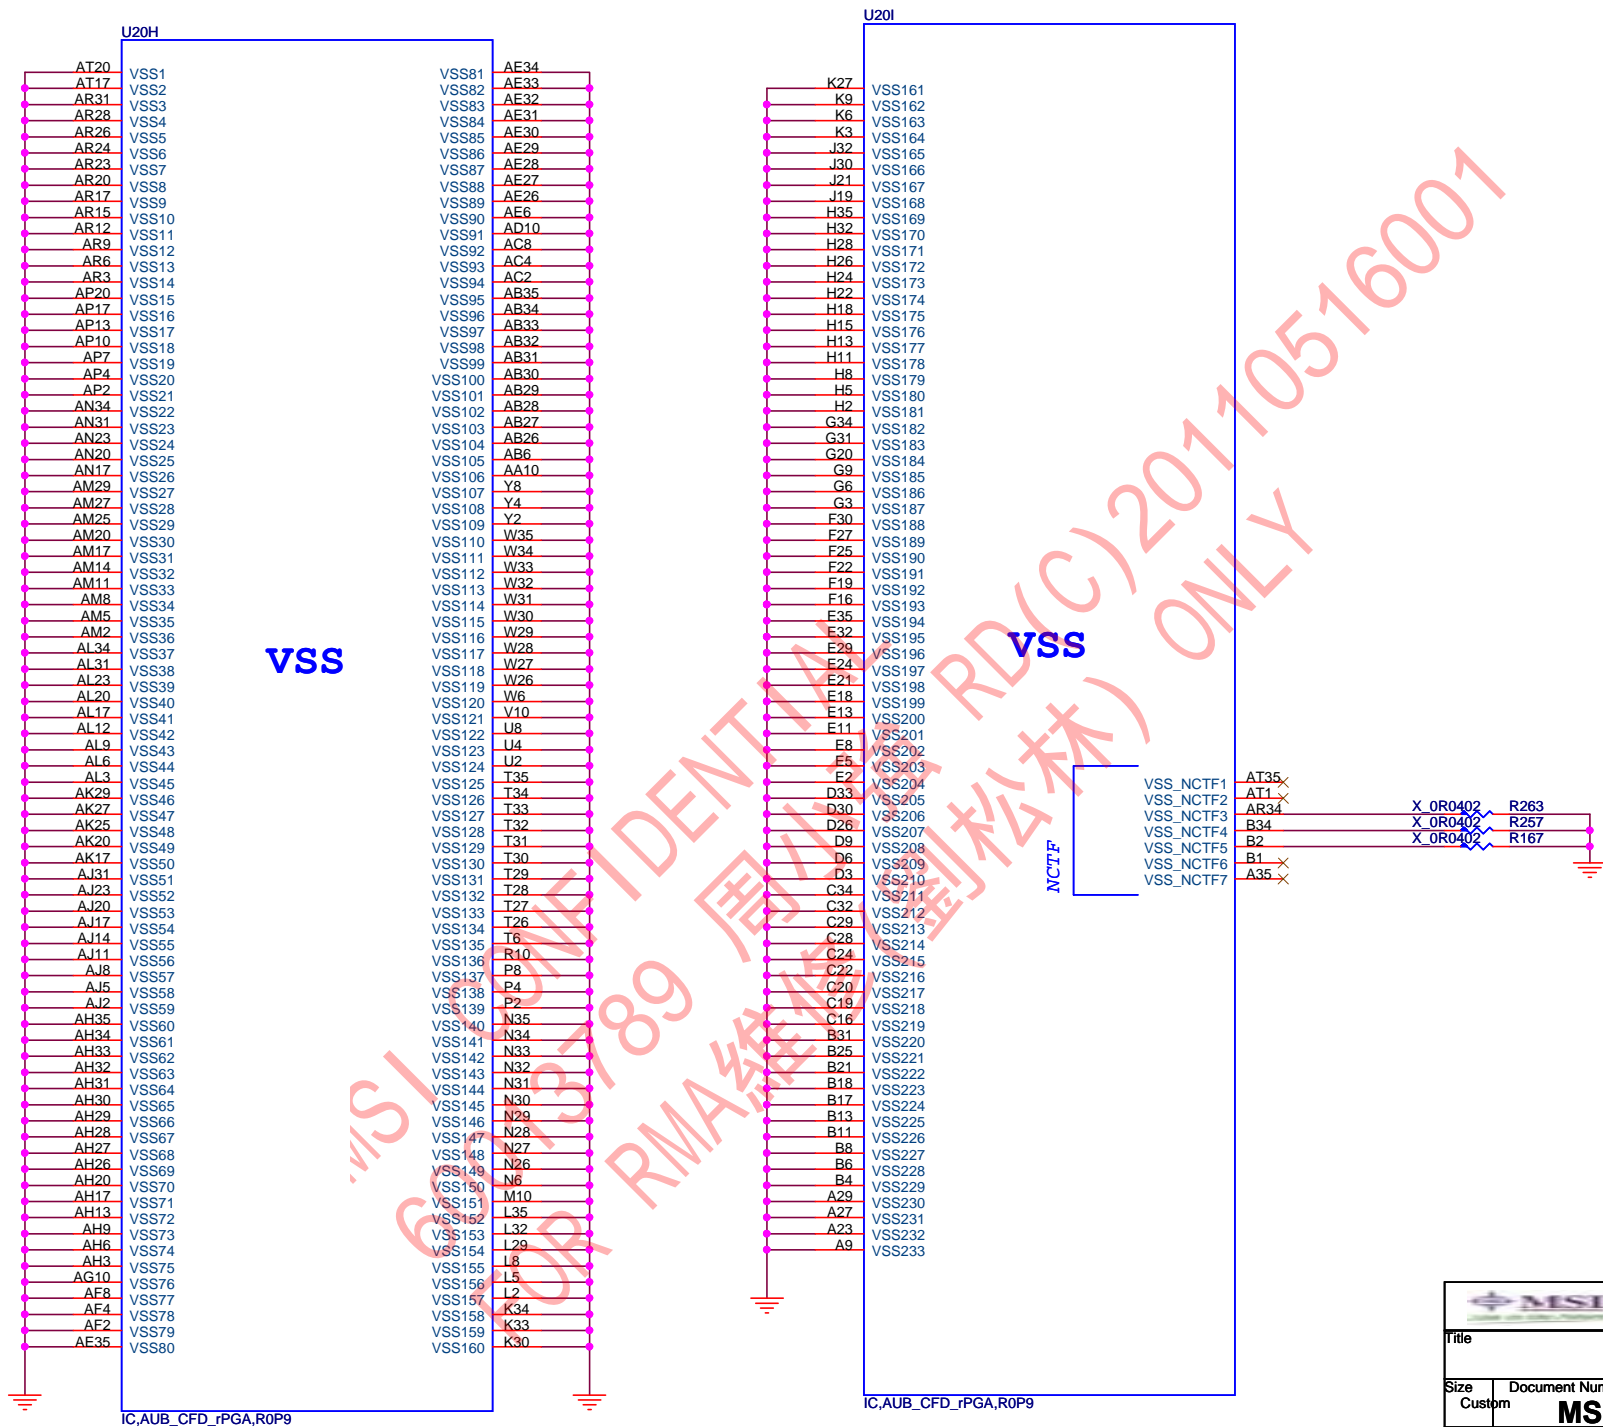 U20H
AT20 VSS1 VSS81 AE34
AT17 VSS2 VSS82 AE33
AR31 VSS3 VSS83 AE32
AR28 VSS4 VSS84 AE31
AR26 VSS5 VSS85 AE30
AR24 VSS6 VSS86 AE29
AR23 VSS7 VSS87 AE28
AR20 VSS8 VSS88 AE27
AR17 VSS9 VSS89 AE26
AR15 VSS10 VSS90 AE6
AR12 VSS11 VSS91 AD10
AR9 VSS12 VSS92 AC8
AR6 VSS13 VSS93 AC4
AR3 VSS14 VSS94 AC2
AP20 VSS15 VSS95 AB35
AP17 VSS16 VSS96 AB34
AP13 VSS17 VSS97 AB33
AP10 VSS18 VSS98 AB32
AP7 VSS19 VSS99 AB31
AP4 VSS20 VSS100 AB30
AP2 VSS21 VSS101 AB29
AN34 VSS22 VSS102 AB28
AN31 VSS23 VSS103 AB27
AN23 VSS24 VSS104 AB26
AN20 VSS25 VSS105 AB6
AN17 VSS26 VSS106 AA10
AM29 VSS27 VSS107 Y8
AM27 VSS28 VSS108 Y4
AM25 VSS29 VSS109 Y2
AM20 VSS30 VSS110 W35
AM17 VSS31 VSS111 W34
AM14 VSS32 VSS112 W33
AM11 VSS33 VSS113 W32
AM8 VSS34 VSS114 W31
AM5 VSS35 VSS115 W30
AM2 VSS36 VSS116 W29
AL34 VSS37 VSS117 W28
AL31 VSS38 VSS118 W27
AL23 VSS39 VSS119 W26
AL20 VSS40 VSS120 W6
AL17 VSS41 VSS121 V10
AL12 VSS42 VSS122 U8
AL9 VSS43 VSS123 U4
AL6 VSS44 VSS124 U2
AL3 VSS45 VSS125 T35
AK29 VSS46 VSS126 T34
AK27 VSS47 VSS127 T33
AK25 VSS48 VSS128 T32
AK20 VSS49 VSS129 T31
AK17 VSS50 VSS130 T30
AJ31 VSS51 VSS131 T29
AJ23 VSS52 VSS132 T28
AJ20 VSS53 VSS133 T27
AJ17 VSS54 VSS134 T26
AJ14 VSS55 VSS135 T6
AJ11 VSS56 VSS136 R10
AJ8 VSS57 VSS137 P8
AJ5 VSS58 VSS138 P4
AJ2 VSS59 VSS139 P2
AH35 VSS60 VSS140 N35
AH34 VSS61 VSS141 N34
AH33 VSS62 VSS142 N33
AH32 VSS63 VSS143 N32
AH31 VSS64 VSS144 N31
AH30 VSS65 VSS145 N30
AH29 VSS66 VSS146 N29
AH28 VSS67 VSS147 N28
AH27 VSS68 VSS148 N27
AH26 VSS69 VSS149 N26
AH20 VSS70 VSS150 N6
AH17 VSS71 VSS151 M10
AH13 VSS72 VSS152 L35
AH9 VSS73 VSS153 L32
AH6 VSS74 VSS154 L29
AH3 VSS75 VSS155 L8
AG10 VSS76 VSS156 L5
AF8 VSS77 VSS157 L2
AF4 VSS78 VSS158 K34
AF2 VSS79 VSS159 K33
AE35 VSS80 VSS160 K30
VSS
IC,AUB_CFD_rPGA,R0P9
U20I
K27 VSS161
K9 VSS162
K6 VSS163
K3 VSS164
J32 VSS165
J30 VSS166
J21 VSS167
J19 VSS168
H35 VSS169
H32 VSS170
H28 VSS171
H26 VSS172
H24 VSS173
H22 VSS174
H18 VSS175
H15 VSS176
H13 VSS177
H11 VSS178
H8 VSS179
H5 VSS180
H2 VSS181
G34 VSS182
G31 VSS183
G20 VSS184
G9 VSS185
G6 VSS186
G3 VSS187
F30 VSS188
F27 VSS189
F25 VSS190
F22 VSS191
F19 VSS192
F16 VSS193
E35 VSS194
E32 VSS195
E29 VSS196
E24 VSS197
E21 VSS198
E18 VSS199
E13 VSS200
E11 VSS201
E8 VSS202
E5 VSS203
E2 VSS204
D33 VSS205
D30 VSS206
D26 VSS207
D9 VSS208
D6 VSS209
D3 VSS210
C34 VSS211
C32 VSS212
C29 VSS213
C28 VSS214
C24 VSS215
C22 VSS216
C20 VSS217
C19 VSS218
C16 VSS219
B31 VSS220
B25 VSS221
B21 VSS222
B18 VSS223
B17 VSS224
B13 VSS225
B11 VSS226
B8 VSS227
B6 VSS228
B4 VSS229
A29 VSS230
A27 VSS231
A23 VSS232
A9 VSS233
VSS
NCTF
VSS_NCTF1 AT35
VSS_NCTF2 AT1
VSS_NCTF3 AR34 X_0R0402 R263
VSS_NCTF4 B34 X_0R0402 R257
VSS_NCTF5 B2 X_0R0402 R167
VSS_NCTF6 B1
VSS_NCTF7 A35
IC,AUB_CFD_rPGA,R0P9
MSI CONFIDENTIAL
60013789 周小強 RD(C)20110516001
FOR RMA維修(劉松林) ONLY
MSI
Title
Size Document Num
Custom MS